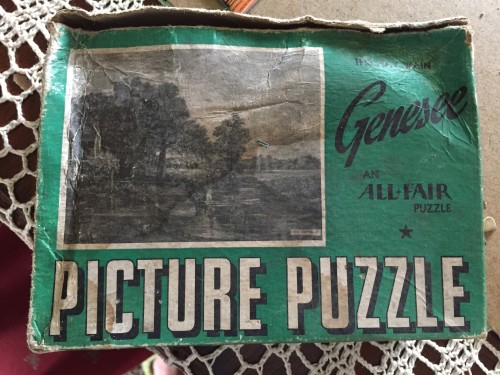 Genesee
AN
ALL-FAIR
PUZZLE
PICTURE PUZZLE